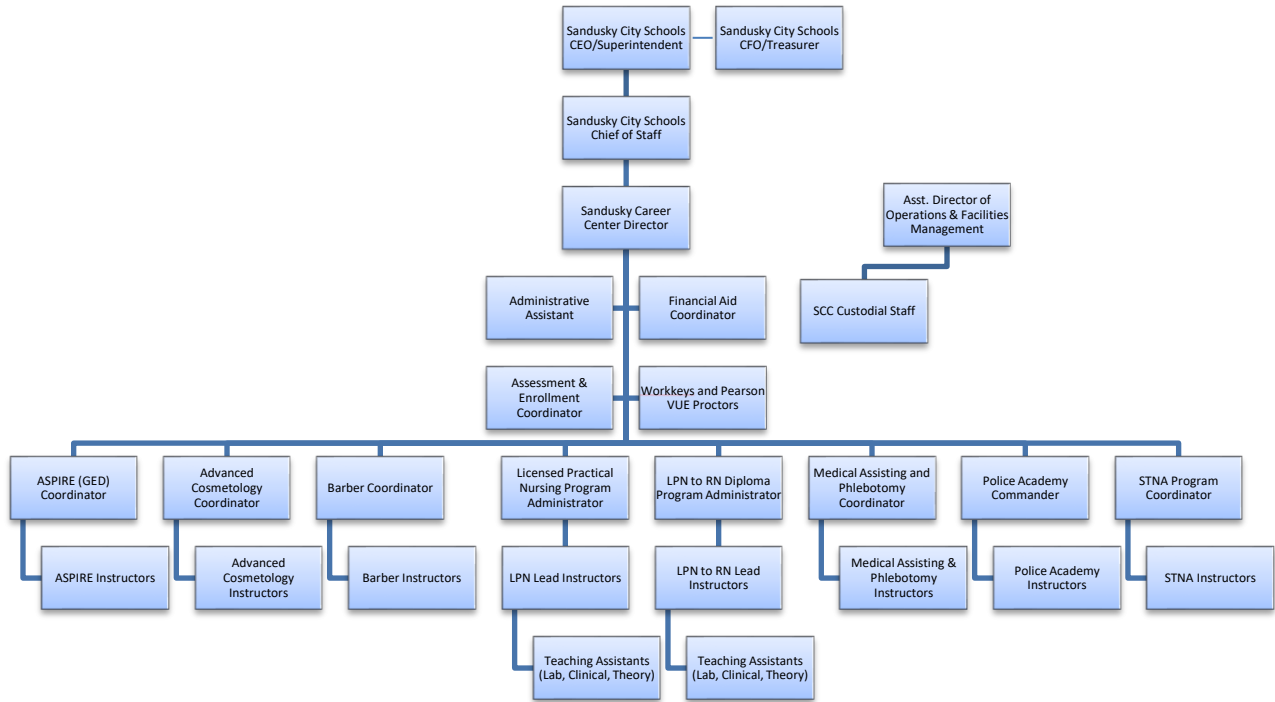 Sandusky City Schools
CEO/Superintendent
Sandusky City Schools
CFO/Treasurer
Sandusky City Schools
Chief of Staff
Sandusky Career
Center Director
Asst. Director of
Operations & Facilities
Management
Administrative
Assistant
Financial Aid
Coordinator
SCC Custodial Staff
Assessment &
Enrollment
Coordinator
Workkeys and Pearson
VUE Proctors
ASPIRE (GED)
Coordinator
Advanced
Cosmetology
Coordinator
Barber Coordinator
Licensed Practical
Nursing Program
Administrator
LPN to RN Diploma
Program Administrator
Medical Assisting and
Phlebotomy
Coordinator
Police Academy
Commander
STNA Program
Coordinator
ASPIRE Instructors
Advanced
Cosmetology
Instructors
Barber Instructors
LPN Lead Instructors
LPN to RN Lead
Instructors
Medical Assisting &
Phlebotomy
Instructors
Police Academy
Instructors
STNA Instructors
Teaching Assistants
(Lab, Clinical, Theory)
Teaching Assistants
(Lab, Clinical, Theory)